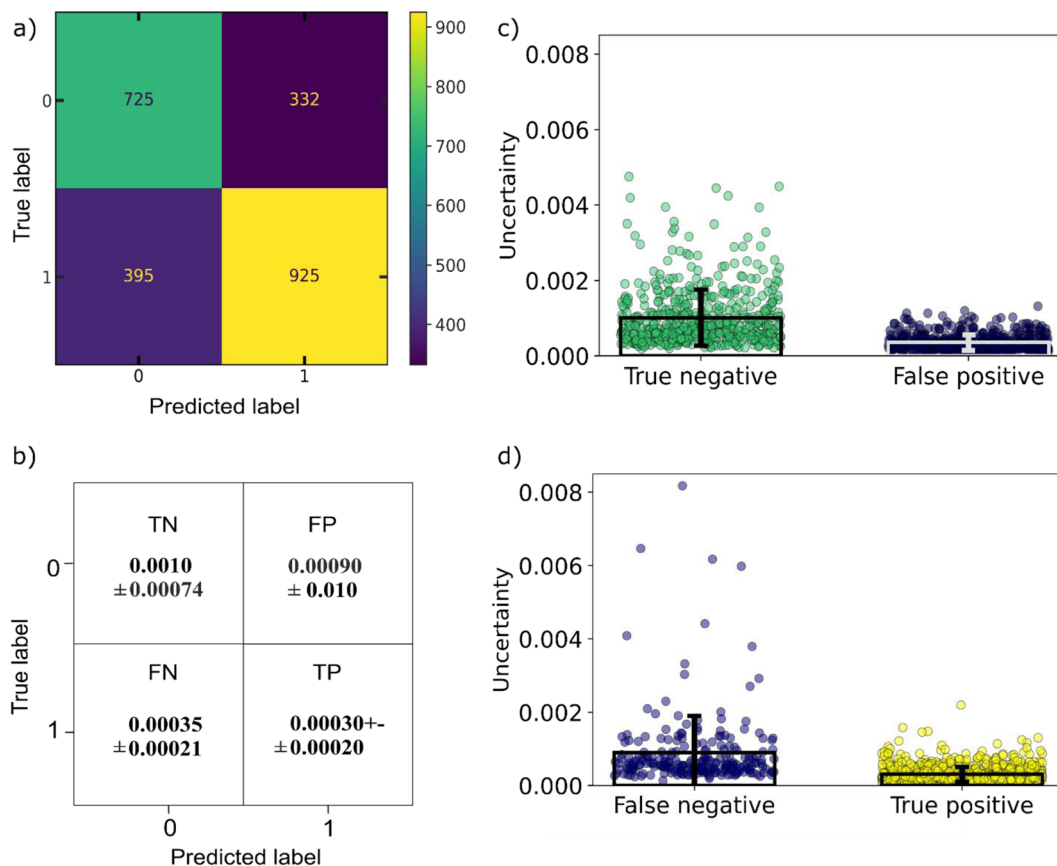 a)
0
1
True label
725
332
395
925
0
1
Predicted label
900
800
700
600
500
400
b)
True label
0
1
TN
0.0010
±0.00074
FP
0.00090
± 0.010
FN
0.00035
±0.00021
TP
0.00030+-
±0.00020
0
1
Predicted label
c)
Uncertainty
0.008
0.006
0.004
0.002
0.000
True negative
False positive
d)
Uncertainty
0.008
0.006
0.004
0.002
0.000
False negative
True positive